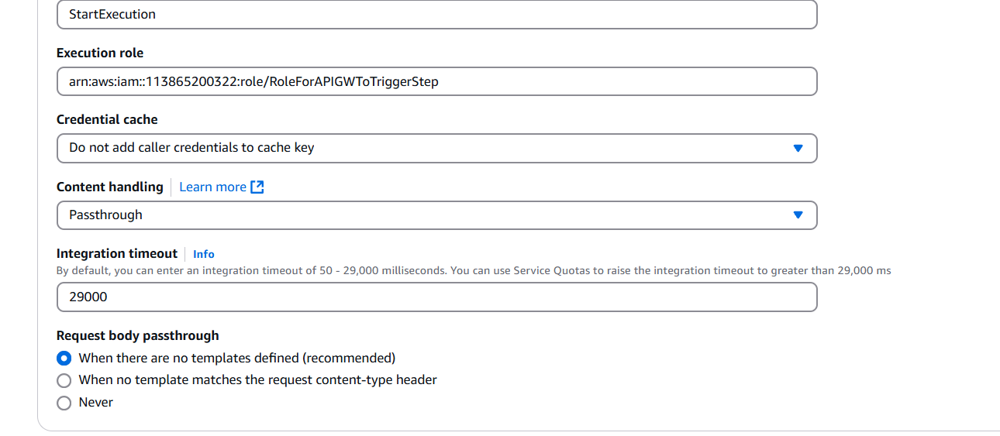 StartExecution
Execution role
arn:aws:iam::113865200322:role/RoleForAPIGWToTriggerStep
Credential cache
Do not add caller credentials to cache key
Content handling Learn more
Passthrough
Integration timeout Info
By default, you can enter an integration timeout of 50 - 29,000 milliseconds. You can use Service Quotas to raise the integration timeout to greater than 29,000 ms
29000
Request body passthrough
When there are no templates defined (recommended)
When no template matches the request content-type header
Never